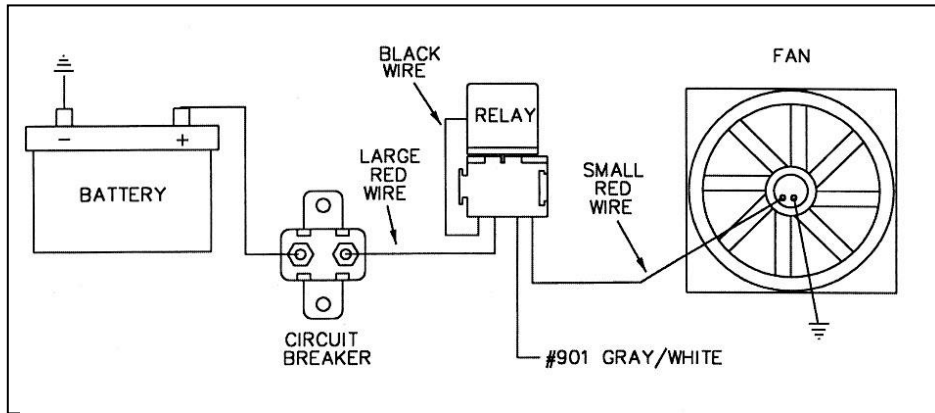 BLACK
WIRE
FAN
RELAY
− +
BATTERY
LARGE
RED
WIRE
SMALL
RED
WIRE
CIRCUIT
BREAKER
#901 GRAY/WHITE